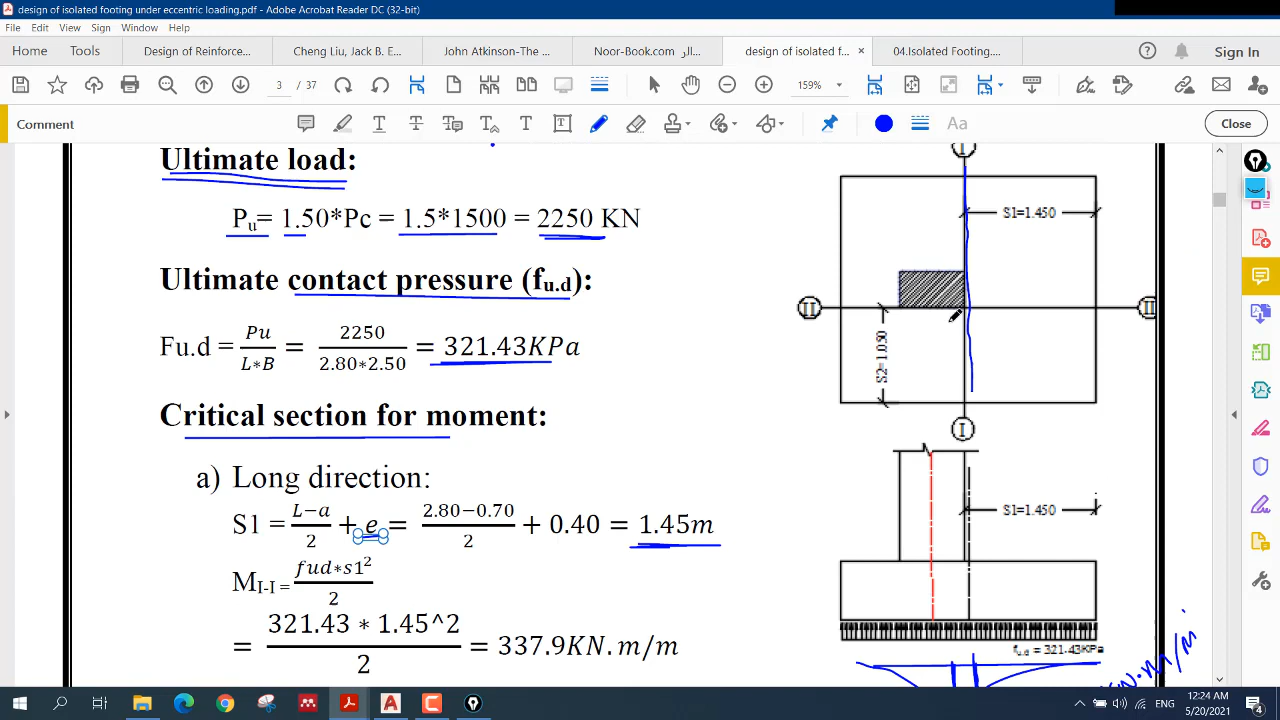 design of isolated footing under eccentric loading.pdf - Adobe Acrobat Reader DC (32-bit)
File Edit View Sign Window Help
Home Tools Design of Reinforce... Cheng Liu, Jack B. E... John Atkinson-The ... Noor-Book.com الر... design of isolated f... × 04.Isolated Footing.... Sign In
3 / 37 159%
Comment Aa Close
Ultimate load:
Pu= 1.50*Pc = 1.5*1500 = 2250 KN
Ultimate contact pressure (fu.d):
Fu.d = Pu / L*B = 2250 / 2.80*2.50 = 321.43KPa
Critical section for moment:
a) Long direction:
S1 = L−a / 2 + e = 2.80−0.70 / 2 + 0.40 = 1.45m
MI-I = fud*s1² / 2
= 321.43 * 1.45^2 / 2 = 337.9KN.m/m
I
S1=1.450
II II
S2=1.050
I
S1=1.450
fu.d = 321.43KPa
KN.m/m
ENG 12:24 AM
5/20/2021
4